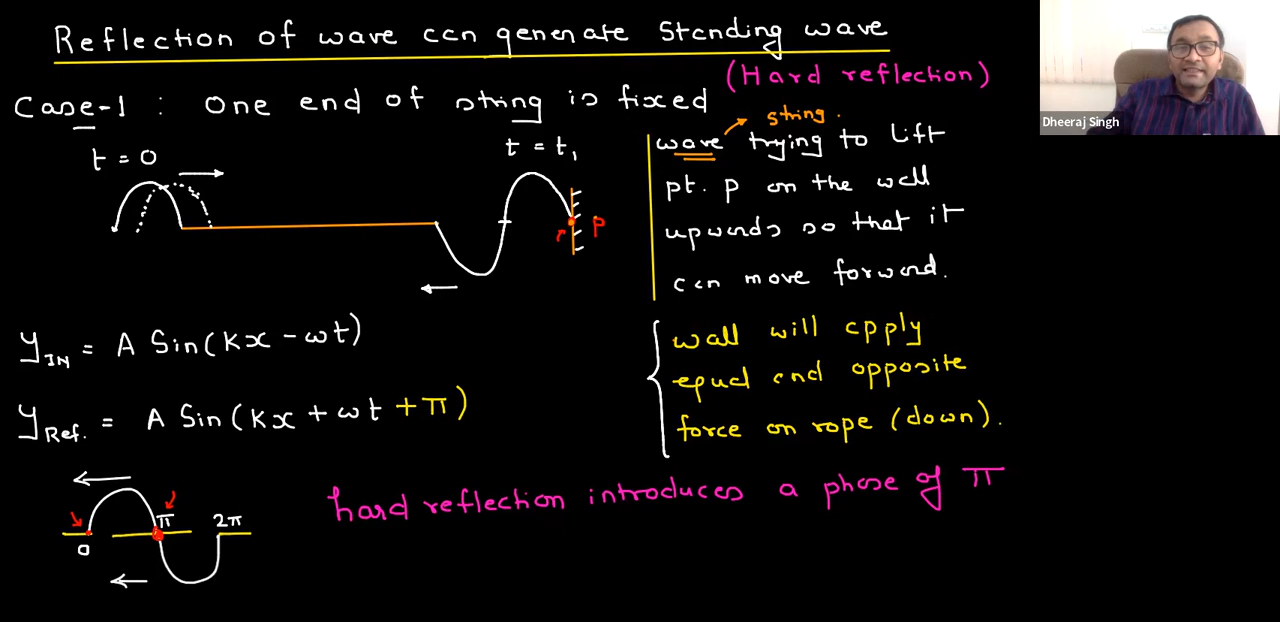 Reflection of wave can generate standing wave
(Hard reflection)
Case-1 : One end of string is fixed
Dheeraj Singh
t = 0
t = t₁
P
string.
wave trying to lift
pt. p on the wall
upwards so that it
can move forward.
y_IN = A Sin(kx - ωt)
y_Ref. = A Sin(kx + ωt + π)
wall will apply
equal and opposite
force on rope (down).
0 π 2π
hard reflection introduces a phase of π